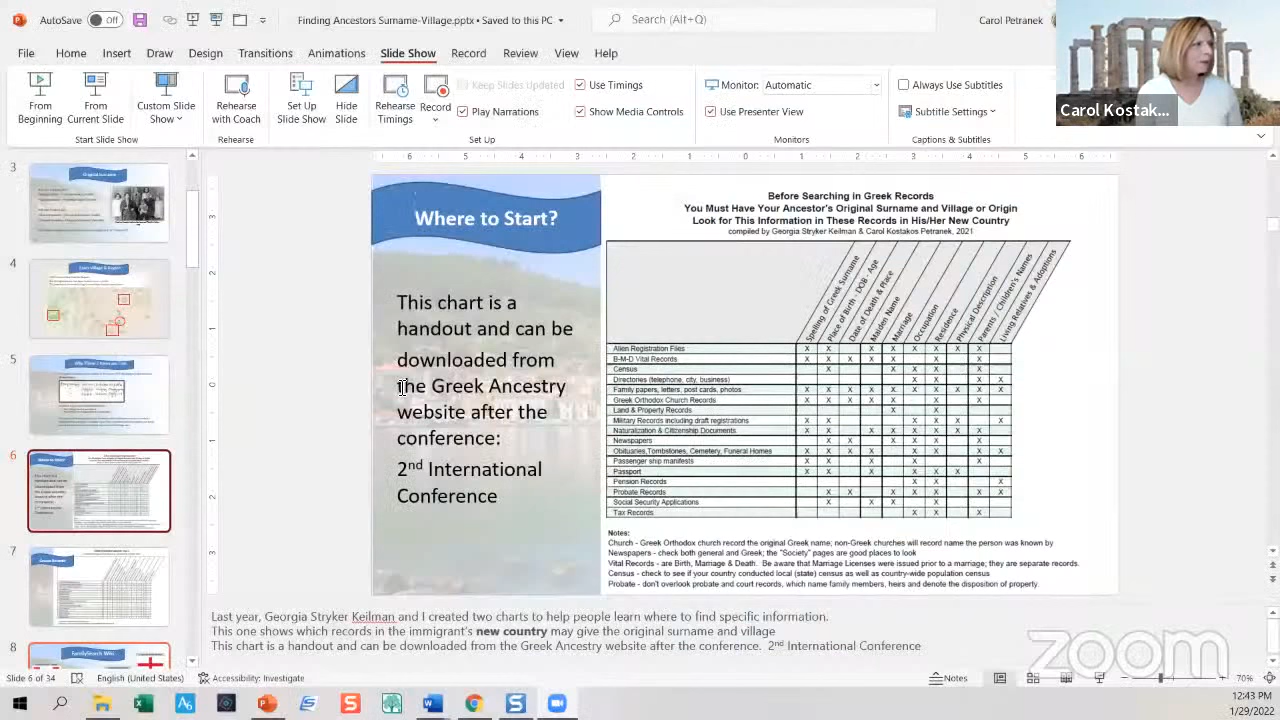 AutoSave
Off
Finding Ancestors Surname-Village.pptx • Saved to this PC
Search (Alt+Q)
Carol Petranek
File Home Insert Draw Design Transitions Animations Slide Show Record Review View Help
From Beginning
From Current Slide
Custom Slide Show
Rehearse with Coach
Set Up Slide Show
Hide Slide
Rehearse Timings
Record
Keep Slides Updated
Play Narrations
Use Timings
Show Media Controls
Monitor: Automatic
Use Presenter View
Always Use Subtitles
Subtitle Settings
Start Slide Show
Rehearse
Set Up
Monitors
Captions & Subtitles
Carol Kostak...
3
4
5
6
8
Where to Start?
This chart is a
handout and can be
downloaded from
the Greek Ancestry
website after the
conference:
2nd International
Conference
Before Searching in Greek Records
You Must Have Your Ancestor's Original Surname and Village or Origin
Look for This Information in These Records in His/Her New Country
compiled by Georgia Stryker Keilman & Carol Kostakos Petranek, 2021
Spelling of Greek Surname
Place of Birth - DOB - Age
Date of Death & Place
Maiden Name
Marriage
Occupation
Residence
Physical Description
Parents / Children's Names
Living Relatives & Adoptions
Alien Registration Files
B-M-D Vital Records
Census
Directories (telephone, city, business)
Family papers, letters, post cards, photos
Greek Orthodox Church Records
Land & Property Records
Military Records including draft registrations
Naturalization & Citizenship Documents.
Newspapers
Obituaries,Tombstones, Cemetery, Funeral Homes
Passenger ship manifests
Passport
Pension Records
Probate Records
Social Security Applications
Tax Records
Notes:
Church - Greek Orthodox church record the original Greek name; non-Greek churches will record name the person was known by
Newspapers - check both general and Greek; the "Society" pages are good places to look
Vital Records - are Birth, Marriage & Death. Be aware that Marriage Licenses were issued prior to a marriage; they are separate records.
Census - check to see if your country conducted local (state) census as well as country-wide population census
Probate - don't overlook probate and court records, which name family members, heirs and denote the disposition of property.
Last year, Georgia Stryker Keilman and I created two charts to help people learn where to find specific information.
This one shows which records in the immigrant's new country may give the original surname and village
This chart is a handout and can be downloaded from the Greek Ancestry website after the conference. 2nd International Conference
zoom
Slide 6 of 34
English (United States)
Accessibility: Investigate
Notes
70%
12:43 PM
1/29/2022